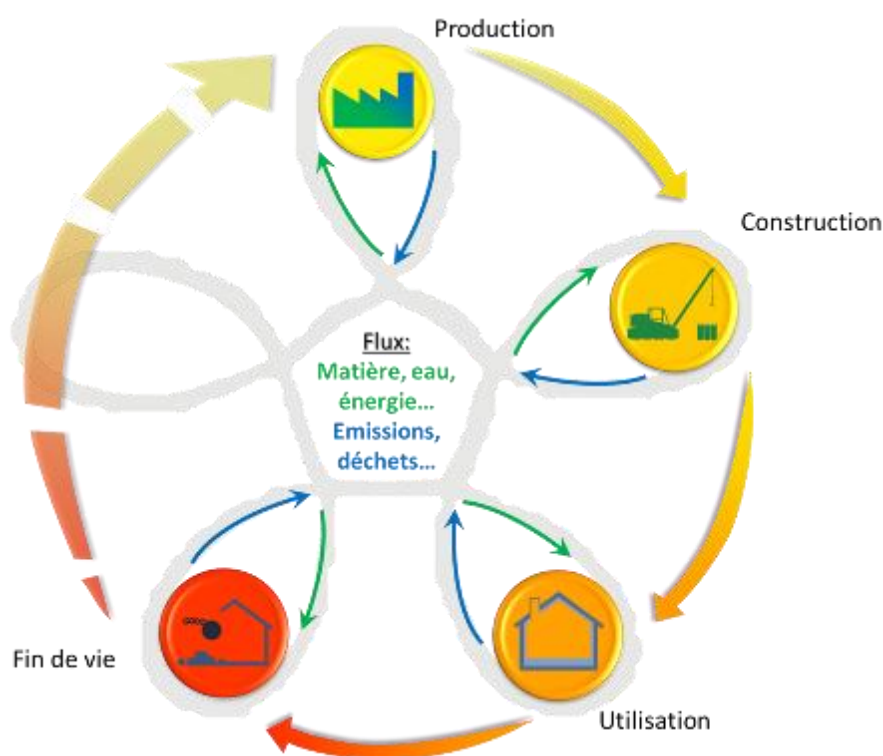 Production
Construction
Flux:
Matière, eau,
énergie...
Emissions,
déchets...
Fin de vie
Utilisation